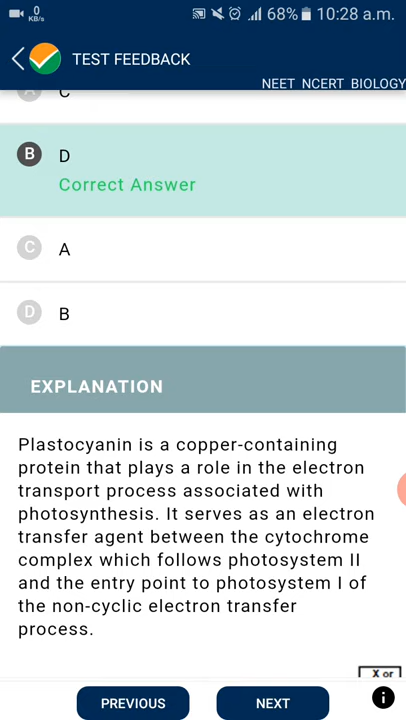 0
KB/s
68% 10:28 a.m.
TEST FEEDBACK
NEET NCERT BIOLOGY
A C
B D
Correct Answer
C A
D B
EXPLANATION
Plastocyanin is a copper-containing
protein that plays a role in the electron
transport process associated with
photosynthesis. It serves as an electron
transfer agent between the cytochrome
complex which follows photosystem II
and the entry point to photosystem I of
the non-cyclic electron transfer
process.
X or
PREVIOUS NEXT
i